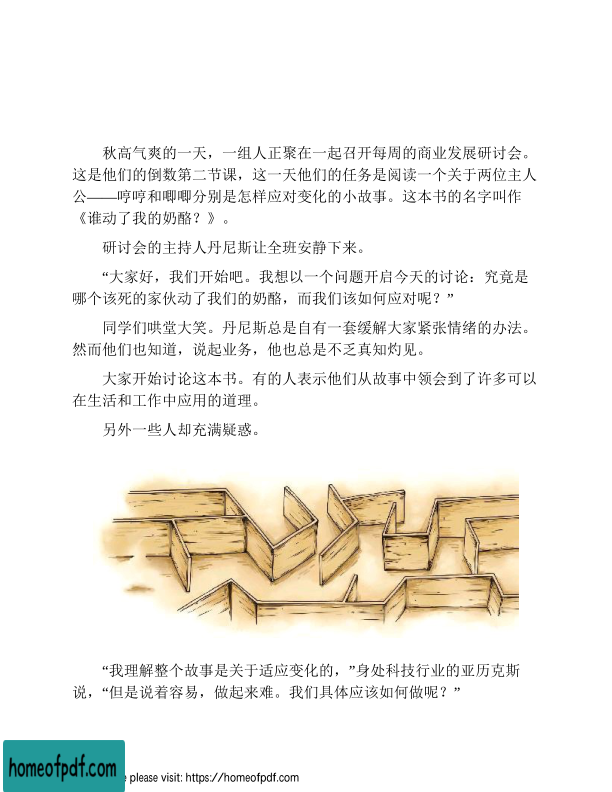 秋高气爽的一天，一组人正聚在一起召开每周的商业发展研讨会。
这是他们的倒数第二节课，这一天他们的任务是阅读一个关于两位主人
公——哼哼和唧唧分别是怎样应对变化的小故事。这本书的名字叫作
《谁动了我的奶酪？》。
研讨会的主持人丹尼斯让全班安静下来。
“大家好，我们开始吧。我想以一个问题开启今天的讨论：究竟是
哪个该死的家伙动了我们的奶酪，而我们该如何应对呢？”
同学们哄堂大笑。丹尼斯总是自有一套缓解大家紧张情绪的办法。
然而他们也知道，说起业务，他也总是不乏真知灼见。
大家开始讨论这本书。有的人表示他们从故事中领会到了许多可以
在生活和工作中应用的道理。
另外一些人却充满疑惑。
“我理解整个故事是关于适应变化的，”身处科技行业的亚历克斯
说，“但是说着容易，做起来难。我们具体应该如何做呢？”
homeofpdf.com
e please visit: https://homeofpdf.com